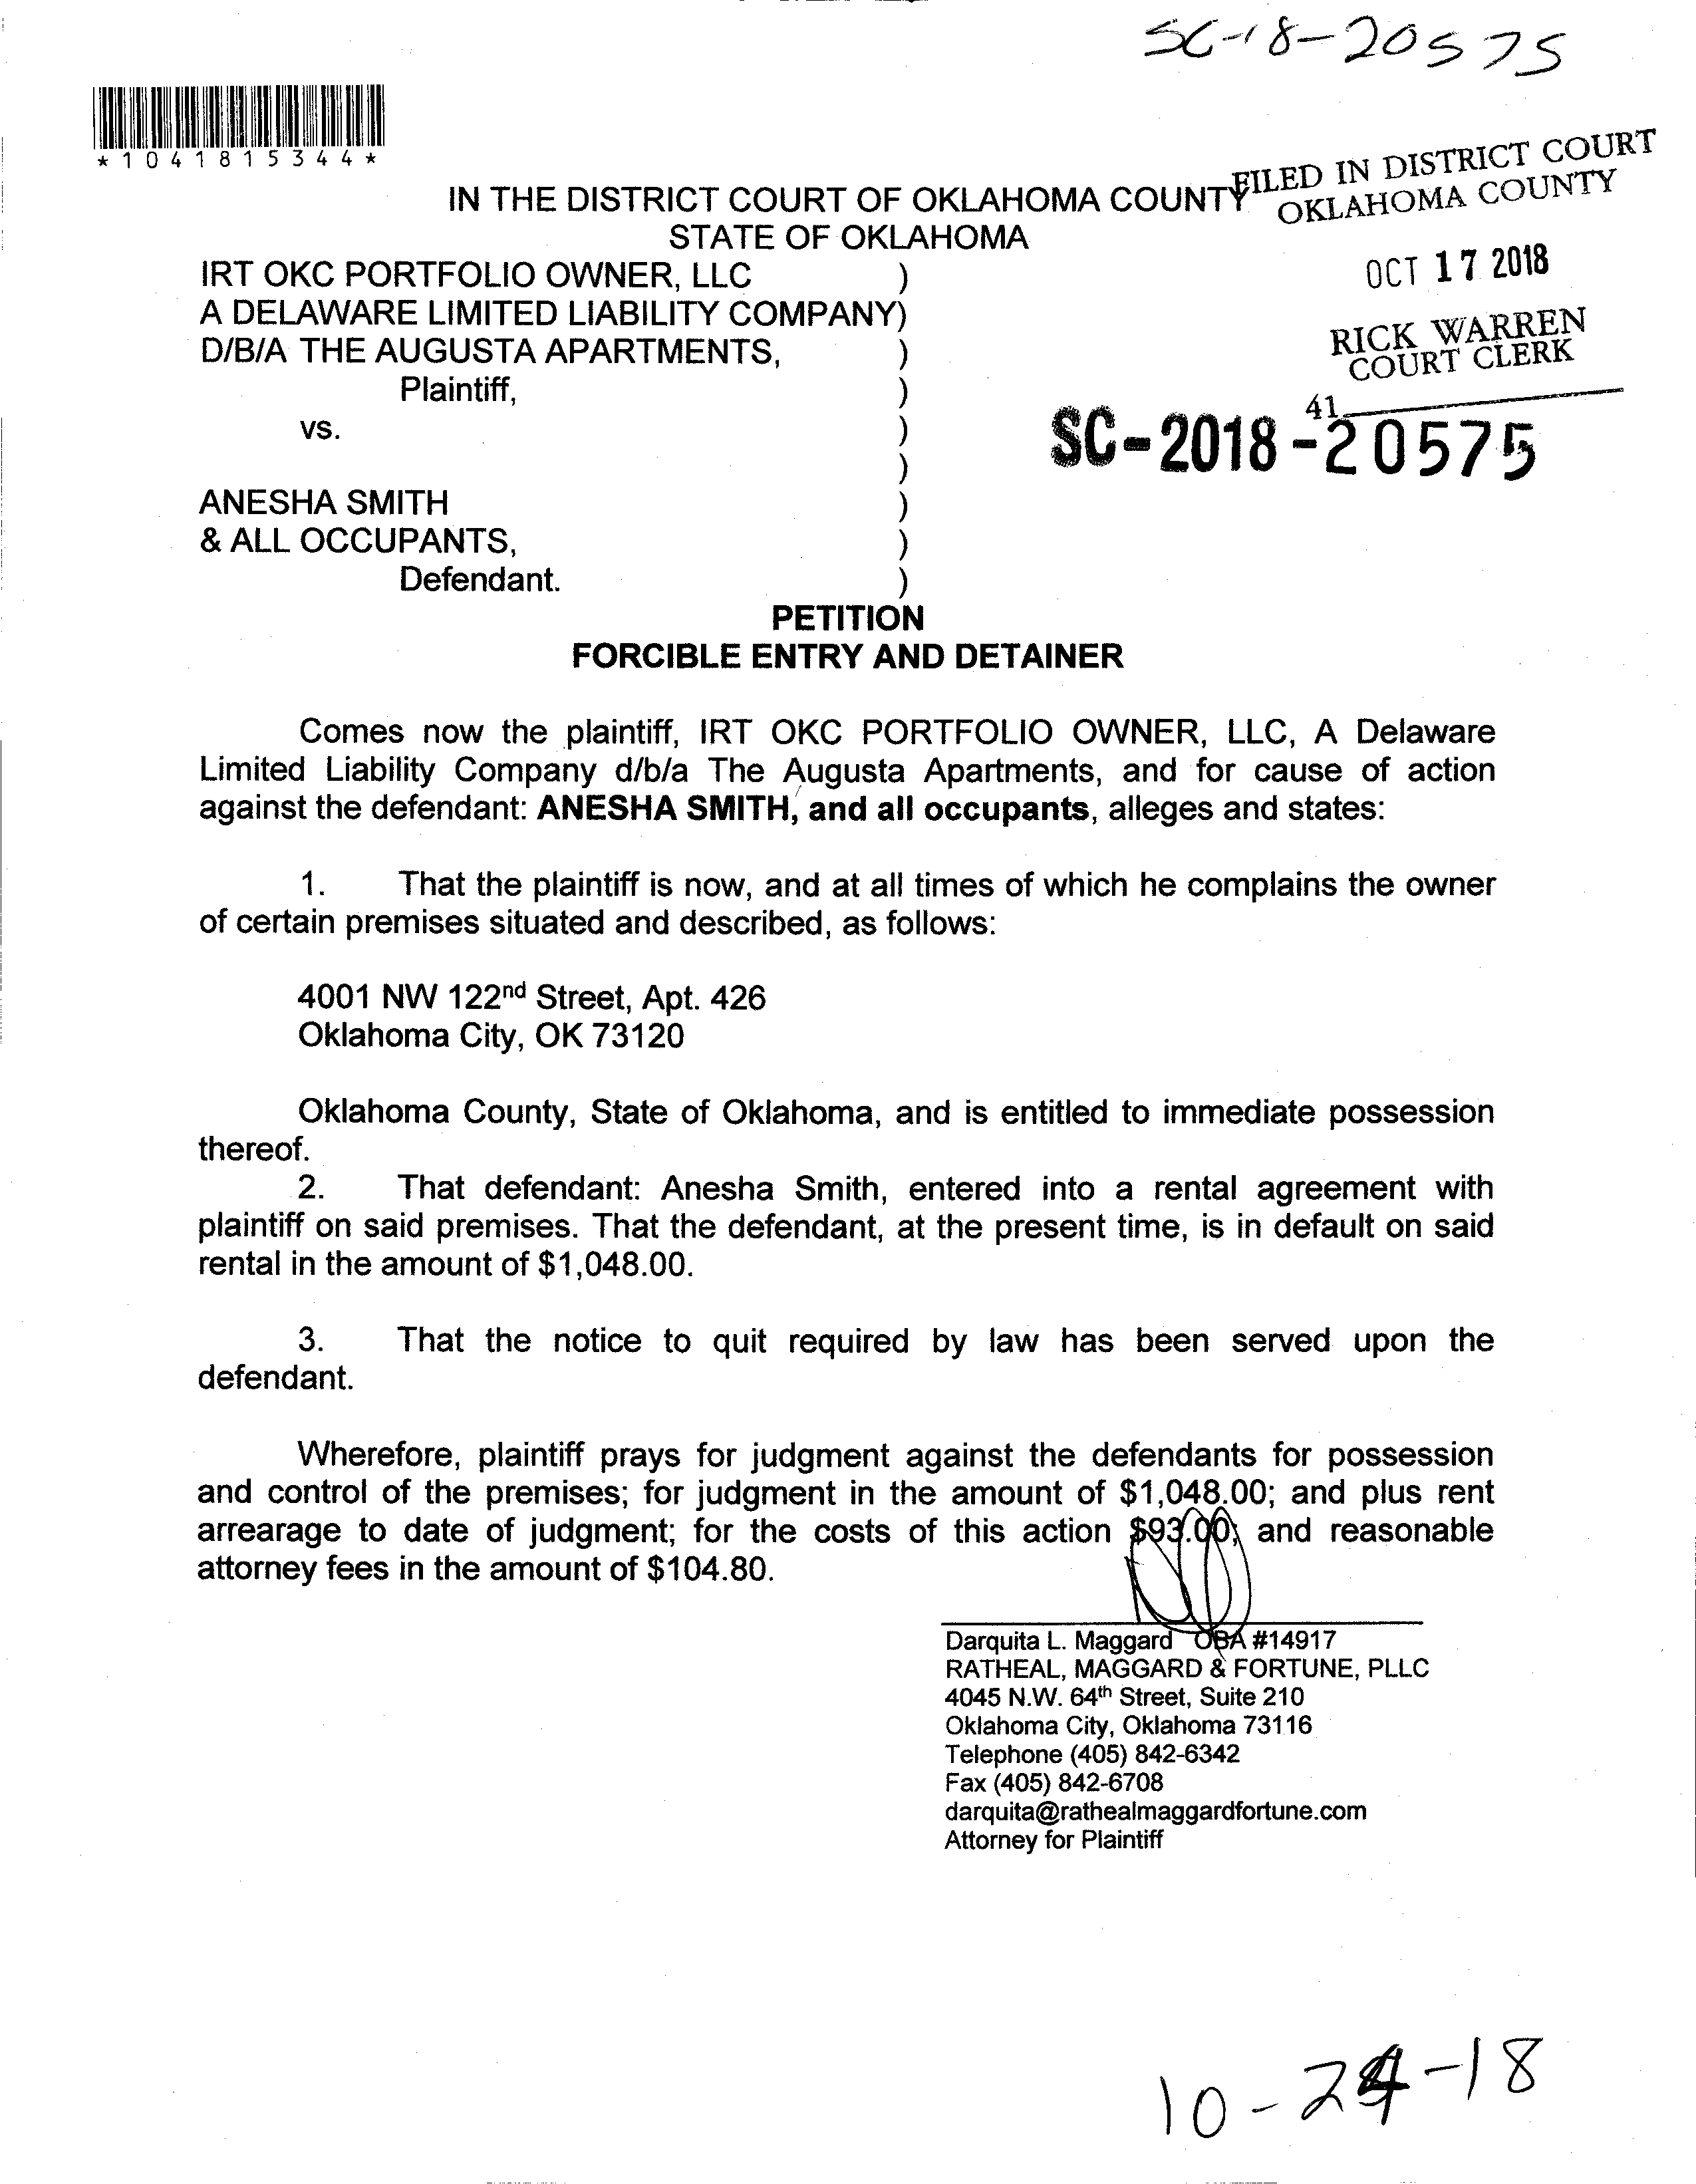 SC-18-20575
*1041815344*
FILED IN DISTRICT COURT
OKLAHOMA COUNTY
IN THE DISTRICT COURT OF OKLAHOMA COUNTY
STATE OF OKLAHOMA
OCT 17 2018
RICK WARREN
COURT CLERK
41
SC-2018-20575
IRT OKC PORTFOLIO OWNER, LLC )
A DELAWARE LIMITED LIABILITY COMPANY)
D/B/A THE AUGUSTA APARTMENTS, )
Plaintiff, )
vs. )
)
ANESHA SMITH )
& ALL OCCUPANTS, )
Defendant. )
PETITION
FORCIBLE ENTRY AND DETAINER
Comes now the plaintiff, IRT OKC PORTFOLIO OWNER, LLC, A Delaware
Limited Liability Company d/b/a The Augusta Apartments, and for cause of action
against the defendant: ANESHA SMITH, and all occupants, alleges and states:
1. That the plaintiff is now, and at all times of which he complains the owner
of certain premises situated and described, as follows:
4001 NW 122nd Street, Apt. 426
Oklahoma City, OK 73120
Oklahoma County, State of Oklahoma, and is entitled to immediate possession
thereof.
2. That defendant: Anesha Smith, entered into a rental agreement with
plaintiff on said premises. That the defendant, at the present time, is in default on said
rental in the amount of $1,048.00.
3. That the notice to quit required by law has been served upon the
defendant.
Wherefore, plaintiff prays for judgment against the defendants for possession
and control of the premises; for judgment in the amount of $1,048.00; and plus rent
arrearage to date of judgment; for the costs of this action $93.00; and reasonable
attorney fees in the amount of $104.80.
Darquita L. Maggard OBA #14917
RATHEAL, MAGGARD & FORTUNE, PLLC
4045 N.W. 64th Street, Suite 210
Oklahoma City, Oklahoma 73116
Telephone (405) 842-6342
Fax (405) 842-6708
darquita@rathealmaggardfortune.com
Attorney for Plaintiff
10-24-18